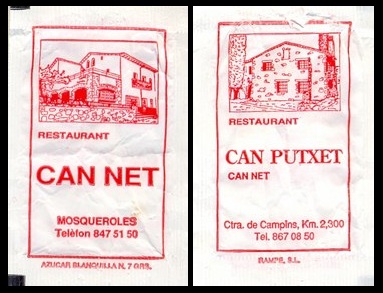 RESTAURANT
CAN NET
MOSQUEROLES
Telèfon 847 51 50
AZUCAR BLANQUILLA N. 7 GRS.
RESTAURANT
CAN PUTXET
CAN NET
Ctra. de Campins, Km. 2,300
Tel. 867 08 50
RAMPE, S.L.